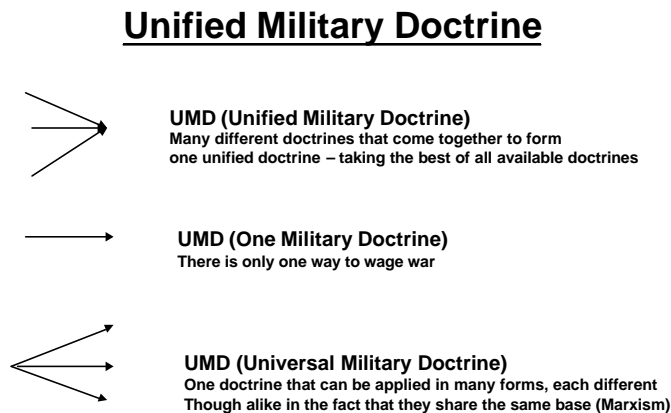 Unified Military Doctrine
UMD (Unified Military Doctrine)
Many different doctrines that come together to form
one unified doctrine – taking the best of all available doctrines
UMD (One Military Doctrine)
There is only one way to wage war
UMD (Universal Military Doctrine)
One doctrine that can be applied in many forms, each different
Though alike in the fact that they share the same base (Marxism)